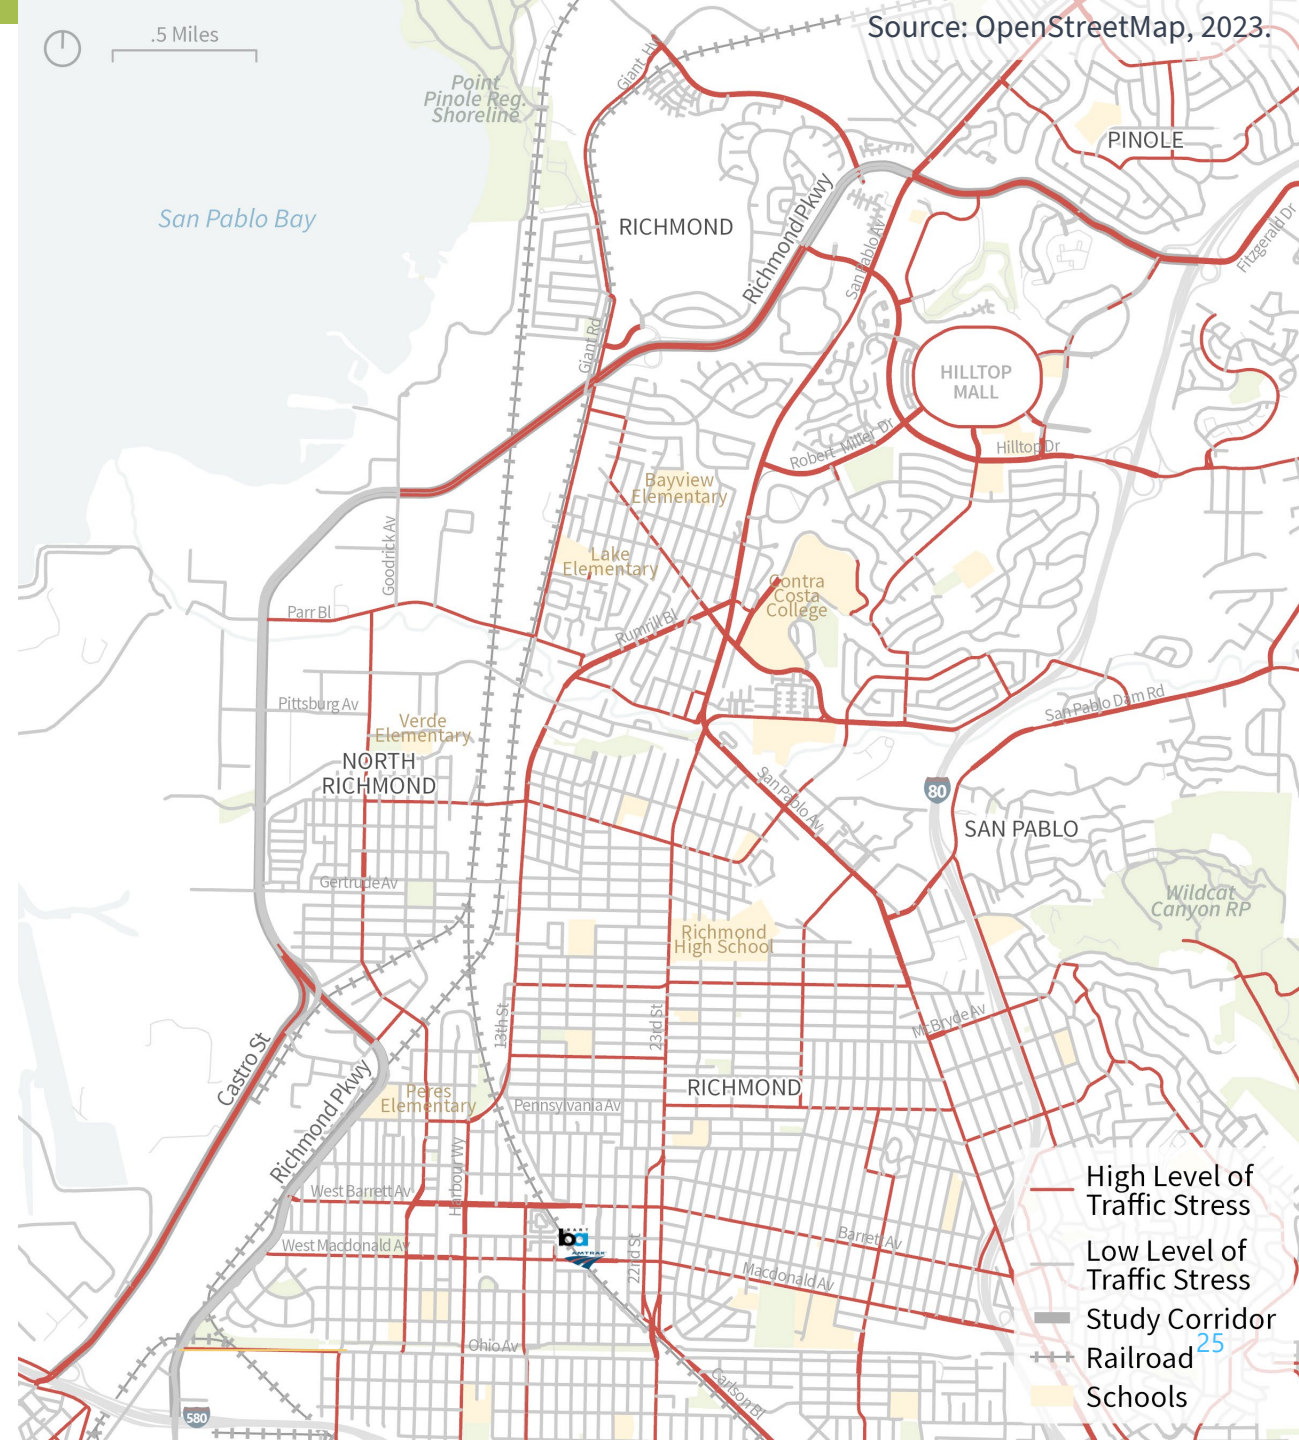 Source: OpenStreetMap, 2023.
.5 Miles
Point
Pinole Reg.
Shoreline
Giant Hy
PINOLE
San Pablo Bay
RICHMOND
Richmond Pkwy
San Pablo Av
Fitzgerald Dr
Giant Rd
HILLTOP
MALL
Robert Miller Dr
Hilltop Dr
Bayview
Elementary
Goodrick Av
Lake
Elementary
Contra
Costa
College
Parr Bl
Rumrill Bl
Pittsburg Av
Verde
Elementary
San Pablo Dam Rd
NORTH
RICHMOND
San Pablo Av
80
SAN PABLO
Gertrude Av
Wildcat
Canyon RP
Richmond
High School
13th St
23rd St
McBryde Av
Castro St
Richmond Pkwy
Peres
Elementary
Pennsylvania Av
RICHMOND
Harbour Wy
West Barrett Av
West Macdonald Av
ba
AMTRAK
22nd St
Barrett Av
Macdonald Av
Ohio Av
Carlson Bl
580
High Level of
Traffic Stress
Low Level of
Traffic Stress
Study Corridor
25
Railroad
Schools